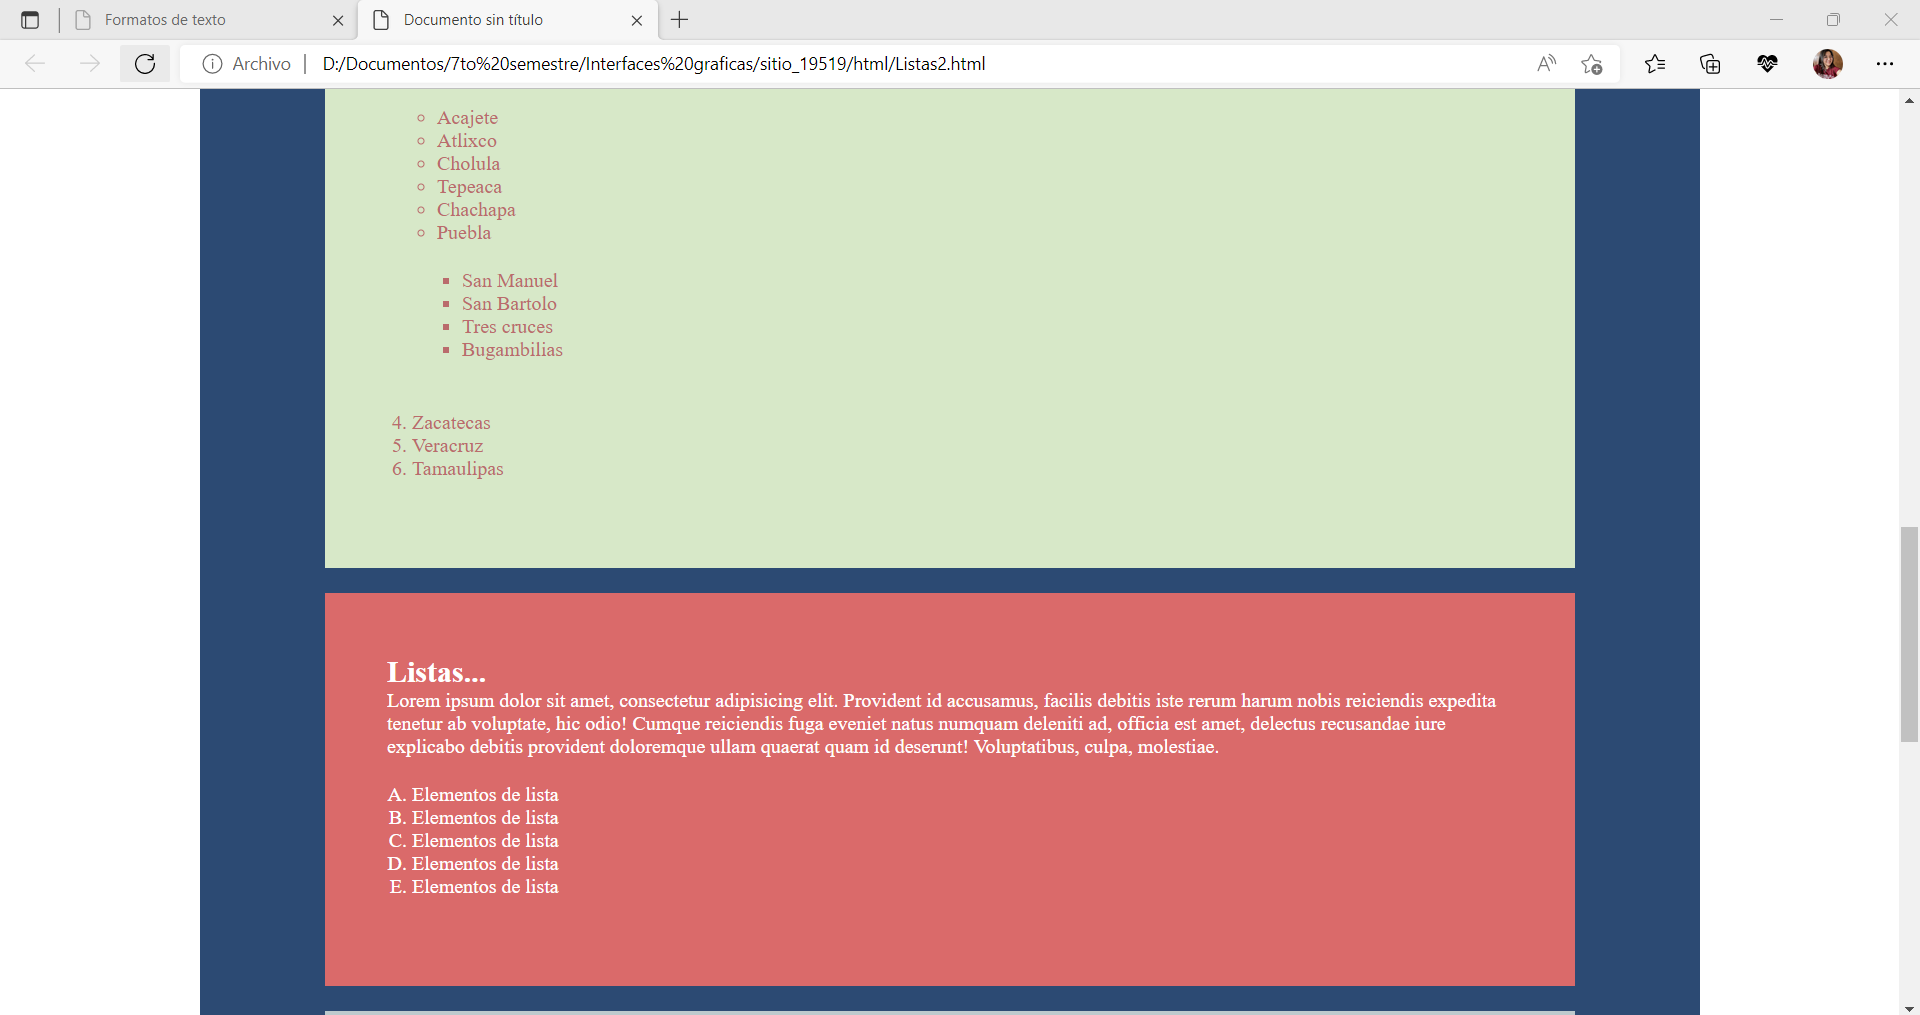 Formatos de texto
Documento sin título
Archivo
D:/Documentos/7to%20semestre/Interfaces%20graficas/sitio_19519/html/Listas2.html
Acajete
Atlixco
Cholula
Tepeaca
Chachapa
Puebla
San Manuel
San Bartolo
Tres cruces
Bugambilias
4. Zacatecas
5. Veracruz
6. Tamaulipas
Listas...
Lorem ipsum dolor sit amet, consectetur adipisicing elit. Provident id accusamus, facilis debitis iste rerum harum nobis reiciendis expedita
tenetur ab voluptate, hic odio! Cumque reiciendis fuga eveniet natus numquam deleniti ad, officia est amet, delectus recusandae iure
explicabo debitis provident doloremque ullam quaerat quam id deserunt! Voluptatibus, culpa, molestiae.
A. Elementos de lista
B. Elementos de lista
C. Elementos de lista
D. Elementos de lista
E. Elementos de lista